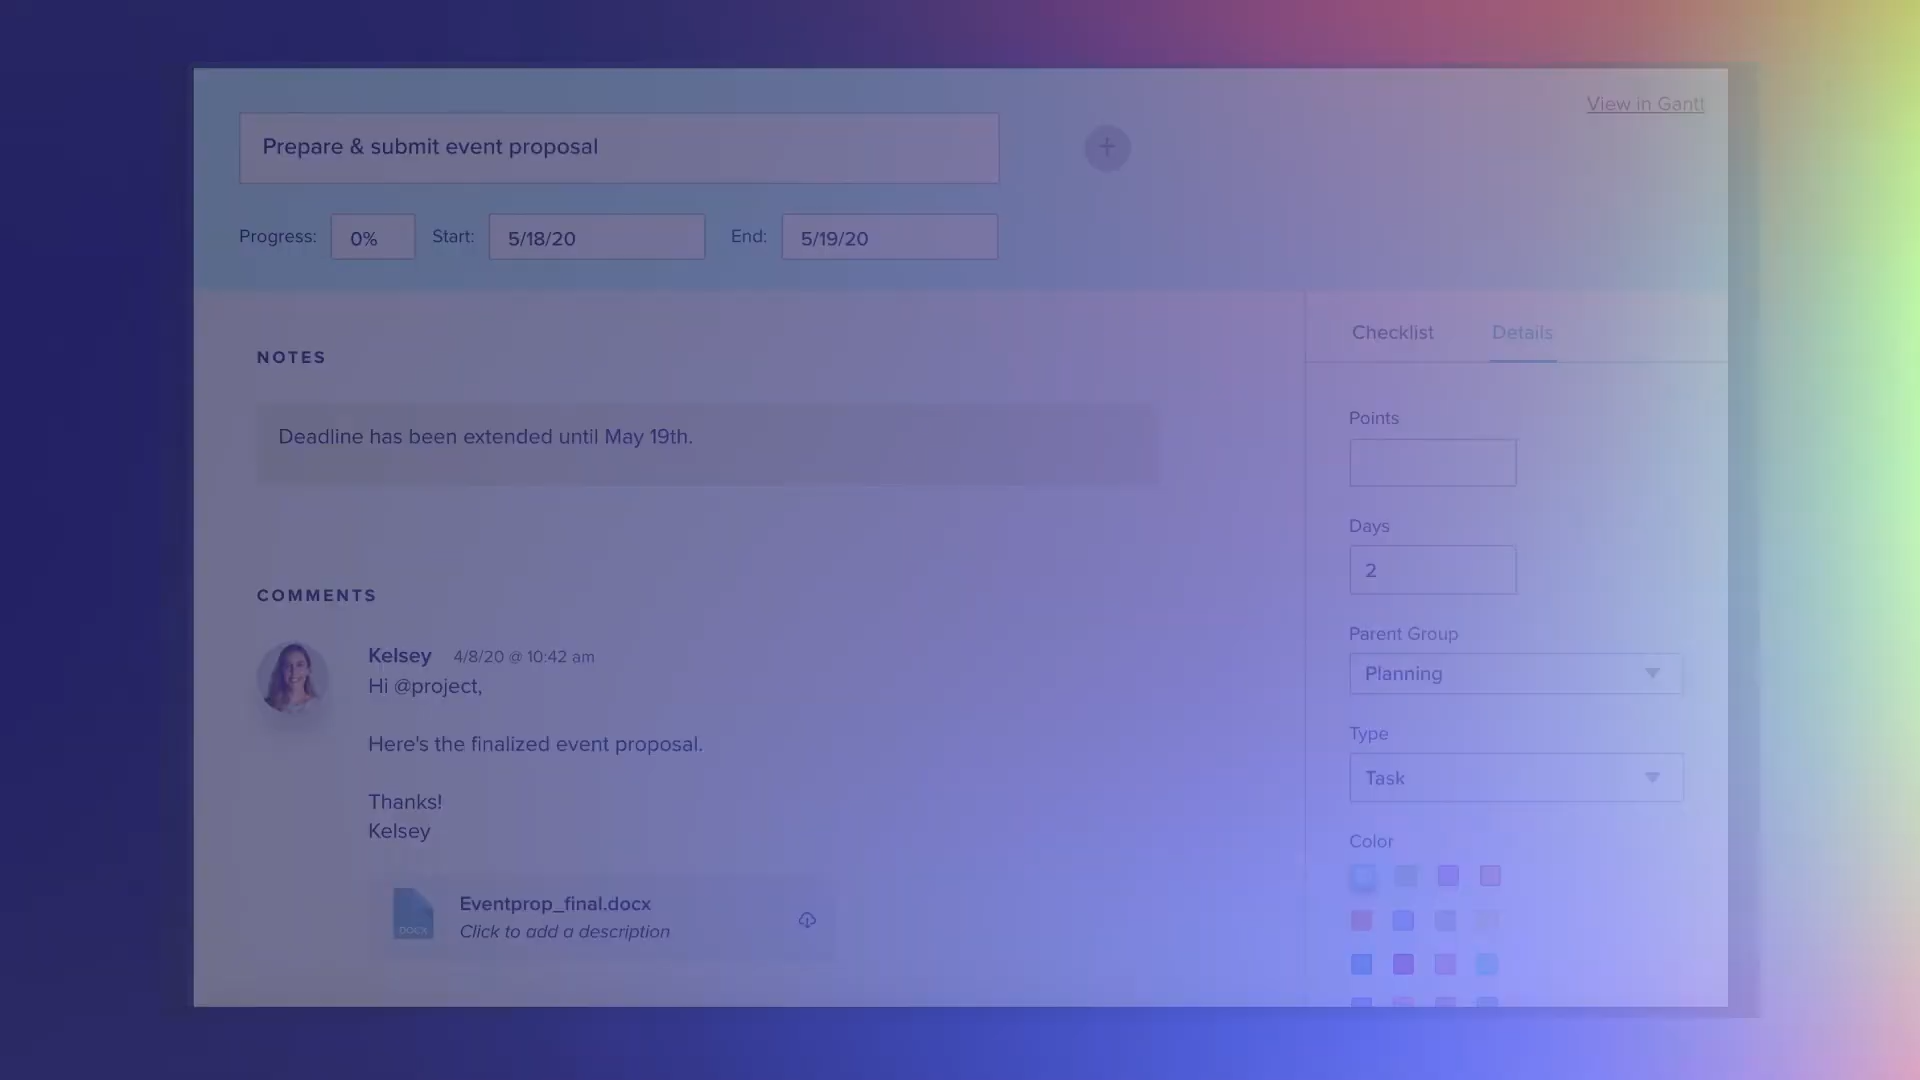 View in Gantt
Prepare & submit event proposal
+
Progress: 0% Start: 5/18/20 End: 5/19/20
NOTES
Deadline has been extended until May 19th.
COMMENTS
Kelsey 4/8/20 @ 10:42 am
Hi @project,
Here's the finalized event proposal.
Thanks!
Kelsey
DOCX
Eventprop_final.docx
Click to add a description
Checklist Details
Points
Days
2
Parent Group
Planning
Type
Task
Color